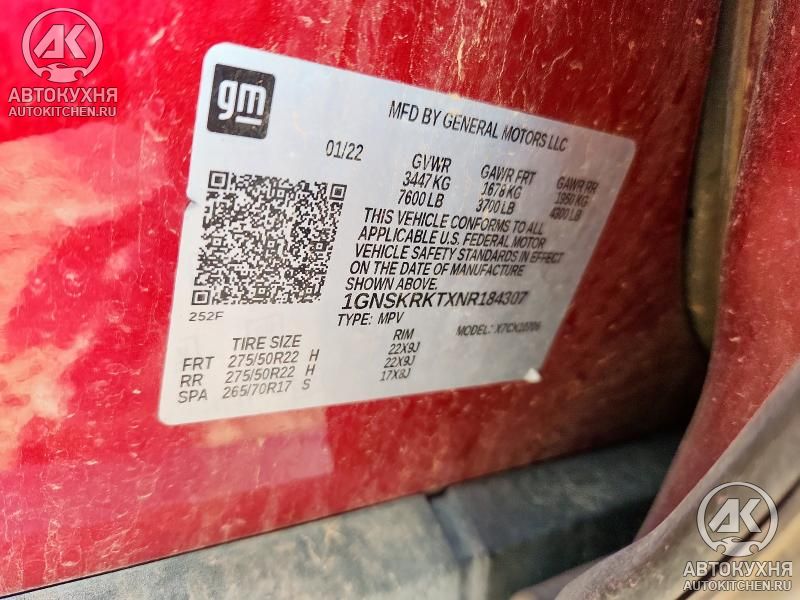 AK
АВТОКУХНЯ
AUTOKITCHEN.RU
gm
MFD BY GENERAL MOTORS LLC
01/22 GVWR GAWR FRT GAWR RR
3447 KG 1678 KG 1950 KG
7600 LB 3700 LB 4300 LB
THIS VEHICLE CONFORMS TO ALL
APPLICABLE U.S. FEDERAL MOTOR
VEHICLE SAFETY STANDARDS IN EFFECT
ON THE DATE OF MANUFACTURE
SHOWN ABOVE.
1GNSKRKTXNR184307
TYPE: MPV MODEL: X7CK10706
252F
TIRE SIZE RIM
FRT 275/50R22 H 22X9J
RR 275/50R22 H 22X9J
SPA 265/70R17 S 17X8J
AK
АВТОКУХНЯ
AUTOKITCHEN.RU